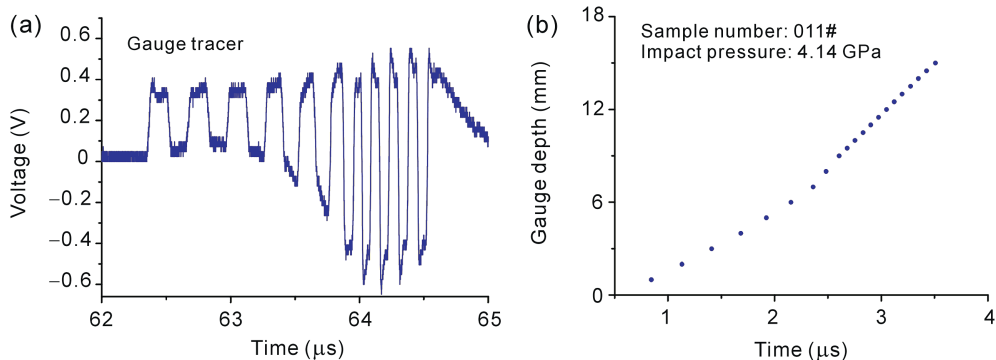 (a)
Gauge tracer
Voltage (V)
0.6
0.4
0.2
0
−0.2
−0.4
−0.6
62
63
64
65
Time (μs)
(b)
Sample number: 011#
Impact pressure: 4.14 GPa
Gauge depth (mm)
18
12
6
0
1
2
3
4
Time (μs)